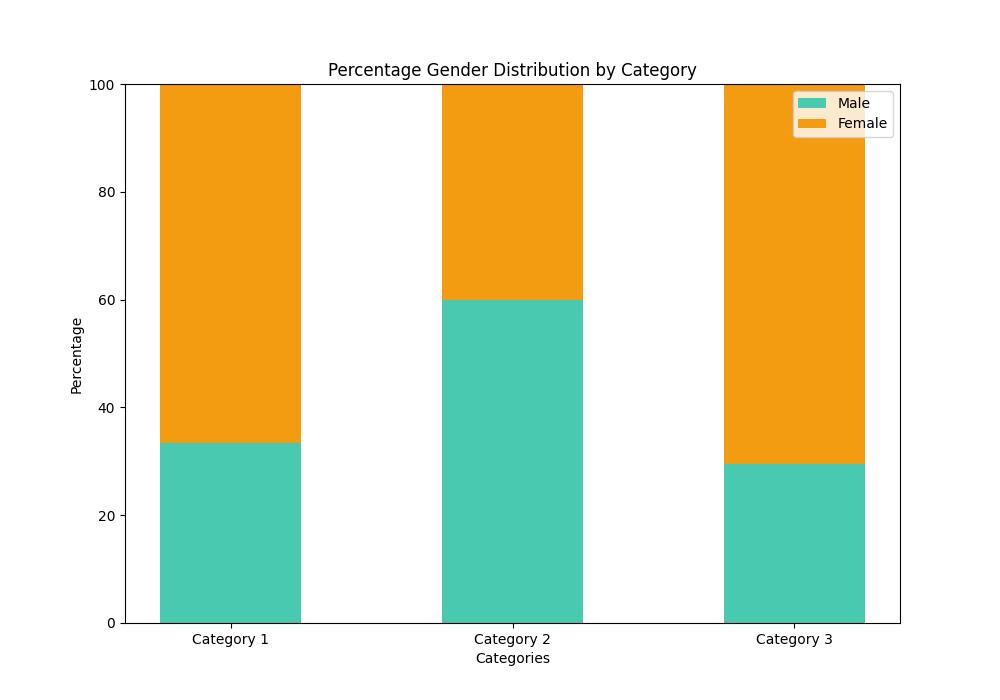 Percentage Gender Distribution by Category
Male
Female
Percentage
100
80
60
40
20
0
Category 1
Category 2
Category 3
Categories